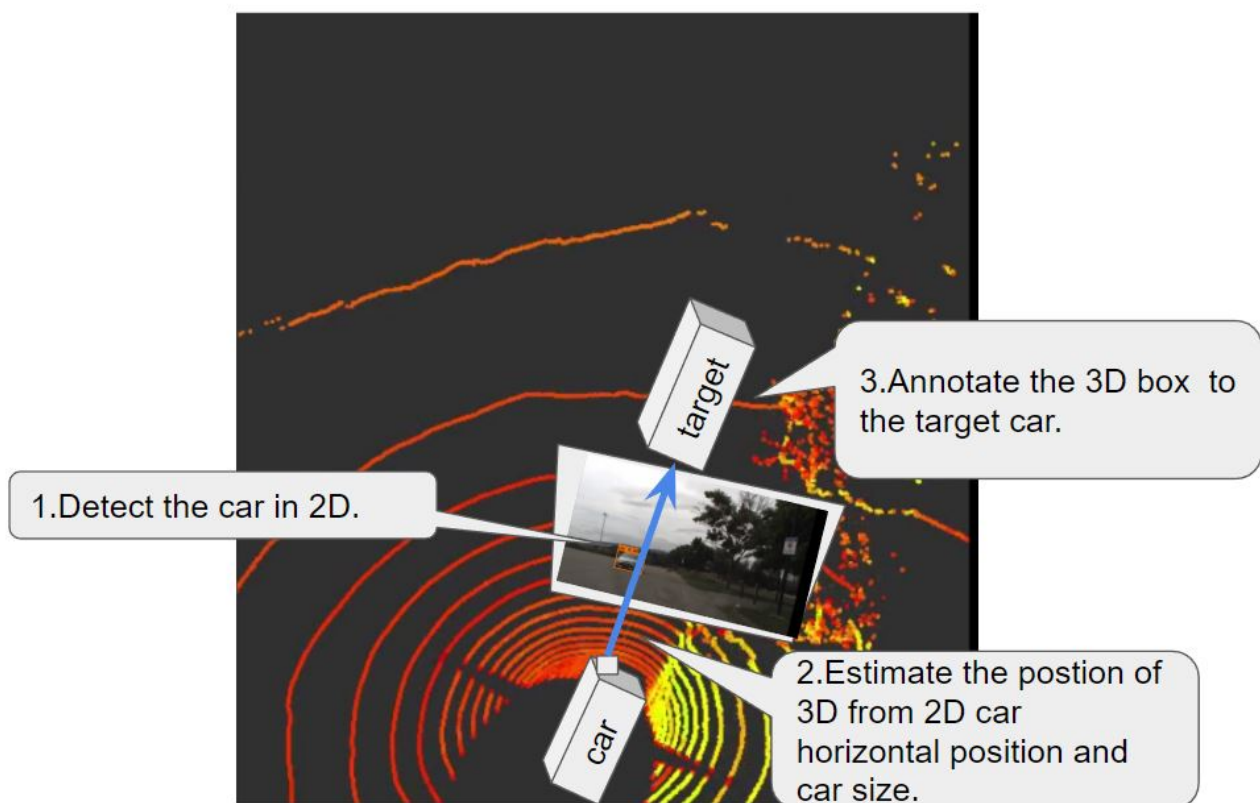 1.Detect the car in 2D.
2.Estimate the postion of
3D from 2D car
horizontal position and
car size.
3.Annotate the 3D box  to
the target car.
target
car